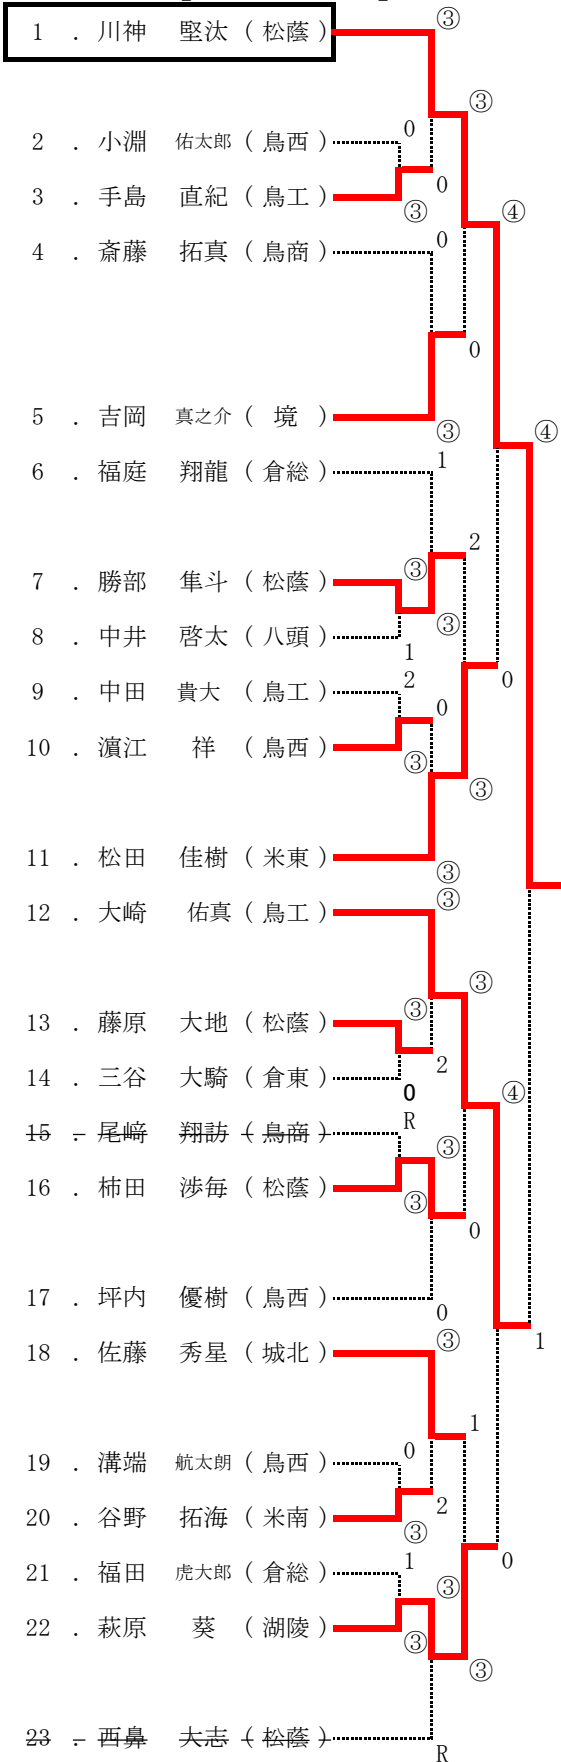 ③
1 . 川神 堅汰 ( 松蔭 )
③
0
2 . 小淵 佑太郎 ( 鳥西 )
0
3 . 手島 直紀 ( 鳥工 )
③ ④
0
4 . 斎藤 拓真 ( 鳥商 )
0
5 . 吉岡 真之介 ( 境 )
③ ④
1
6 . 福庭 翔龍 ( 倉総 )
2
③
7 . 勝部 隼斗 ( 松蔭 )
③
8 . 中井 啓太 ( 八頭 )
1
2 0
9 . 中田 貴大 ( 鳥工 )
0
10 . 濵江 祥 ( 鳥西 )
③
③
11 . 松田 佳樹 ( 米東 )
③
③
12 . 大崎 佑真 ( 鳥工 )
③
③
13 . 藤原 大地 ( 松蔭 )
2
14 . 三谷 大騎 ( 倉東 )
0 ④
R
15 . 尾﨑 翔訪 ( 鳥商 )
③
16 . 柿田 渉毎 ( 松蔭 )
③
0
17 . 坪内 優樹 ( 鳥西 )
0
③ 1
18 . 佐藤 秀星 ( 城北 )
1
0
19 . 溝端 航太朗 ( 鳥西 )
2
20 . 谷野 拓海 ( 米南 )
③
1 0
21 . 福田 虎大郎 ( 倉総 )
③
22 . 萩原 葵 ( 湖陵 )
③
③
23 . 西鼻 大志 ( 松蔭 )
R